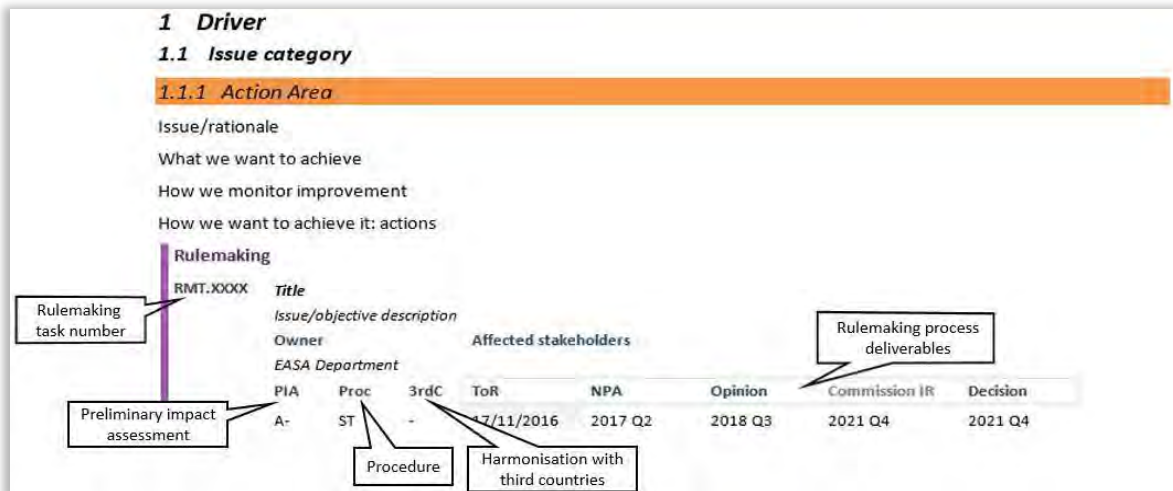 1 Driver
1.1 Issue category
1.1.1 Action Area
Issue/rationale
What we want to achieve
How we monitor improvement
How we want to achieve it: actions
Rulemaking
RMT.XXXX Title
Rulemaking
task number
Issue/objective description
Owner Affected stakeholders
Rulemaking process
deliverables
EASA Department
PIA Proc 3rdC ToR NPA Opinion Commission IR Decision
Preliminary impact
assessment
A- ST - 17/11/2016 2017 Q2 2018 Q3 2021 Q4 2021 Q4
Procedure
Harmonisation with
third countries